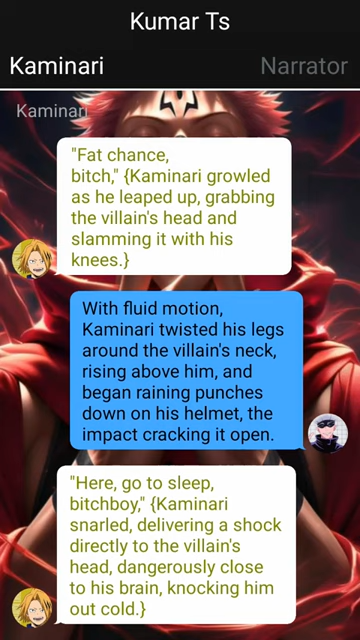 Kumar Ts
Kaminari
Narrator
Kaminari
"Fat chance,
bitch," {Kaminari growled
as he leaped up, grabbing
the villain's head and
slamming it with his
knees.}
With fluid motion,
Kaminari twisted his legs
around the villain's neck,
rising above him, and
began raining punches
down on his helmet, the
impact cracking it open.
"Here, go to sleep,
bitchboy," {Kaminari
snarled, delivering a shock
directly to the villain's
head, dangerously close
to his brain, knocking him
out cold.}